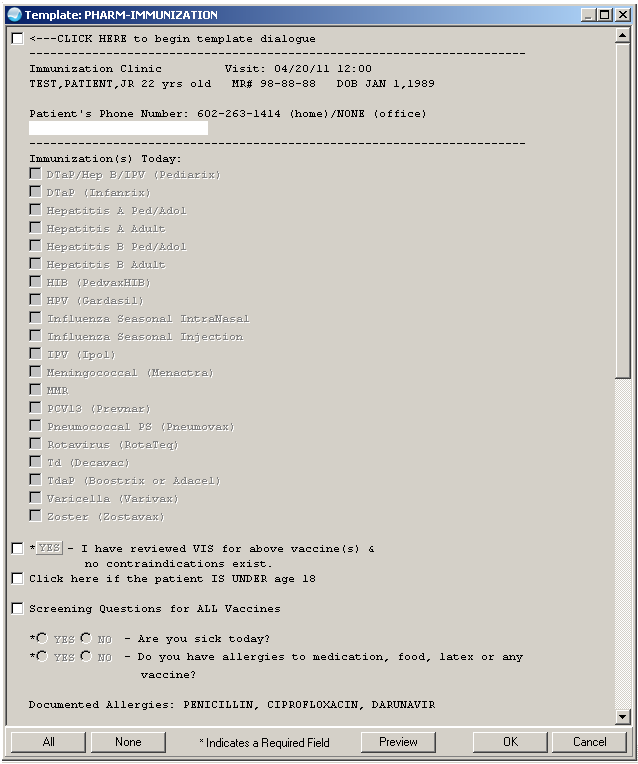 Template: PHARM-IMMUNIZATION
<---CLICK HERE to begin template dialogue
------------------------------------------------------------------
Immunization Clinic Visit: 04/20/11 12:00
TEST,PATIENT,JR 22 yrs old MR# 98-88-88 DOB JAN 1,1989
Patient's Phone Number: 602-263-1414 (home)/NONE (office)
------------------------------------------------------------------
Immunization(s) Today:
DTaP/Hep B/IPV (Pediarix)
DTaP (Infanrix)
Hepatitis A Ped/Adol
Hepatitis A Adult
Hepatitis B Ped/Adol
Hepatitis B Adult
HIB (PedvaxHIB)
HPV (Gardasil)
Influenza Seasonal IntraNasal
Influenza Seasonal Injection
IPV (Ipol)
Meningococcal (Menactra)
MMR
PCV13 (Prevnar)
Pneumococcal PS (Pneumovax)
Rotavirus (RotaTeq)
Td (Decavac)
TdaP (Boostrix or Adacel)
Varicella (Varivax)
Zoster (Zostavax)
*YES - I have reviewed VIS for above vaccine(s) &
no contraindications exist.
Click here if the patient IS UNDER age 18
Screening Questions for ALL Vaccines
* YES NO - Are you sick today?
* YES NO - Do you have allergies to medication, food, latex or any
vaccine?
Documented Allergies: PENICILLIN, CIPROFLOXACIN, DARUNAVIR
All None * Indicates a Required Field Preview OK Cancel